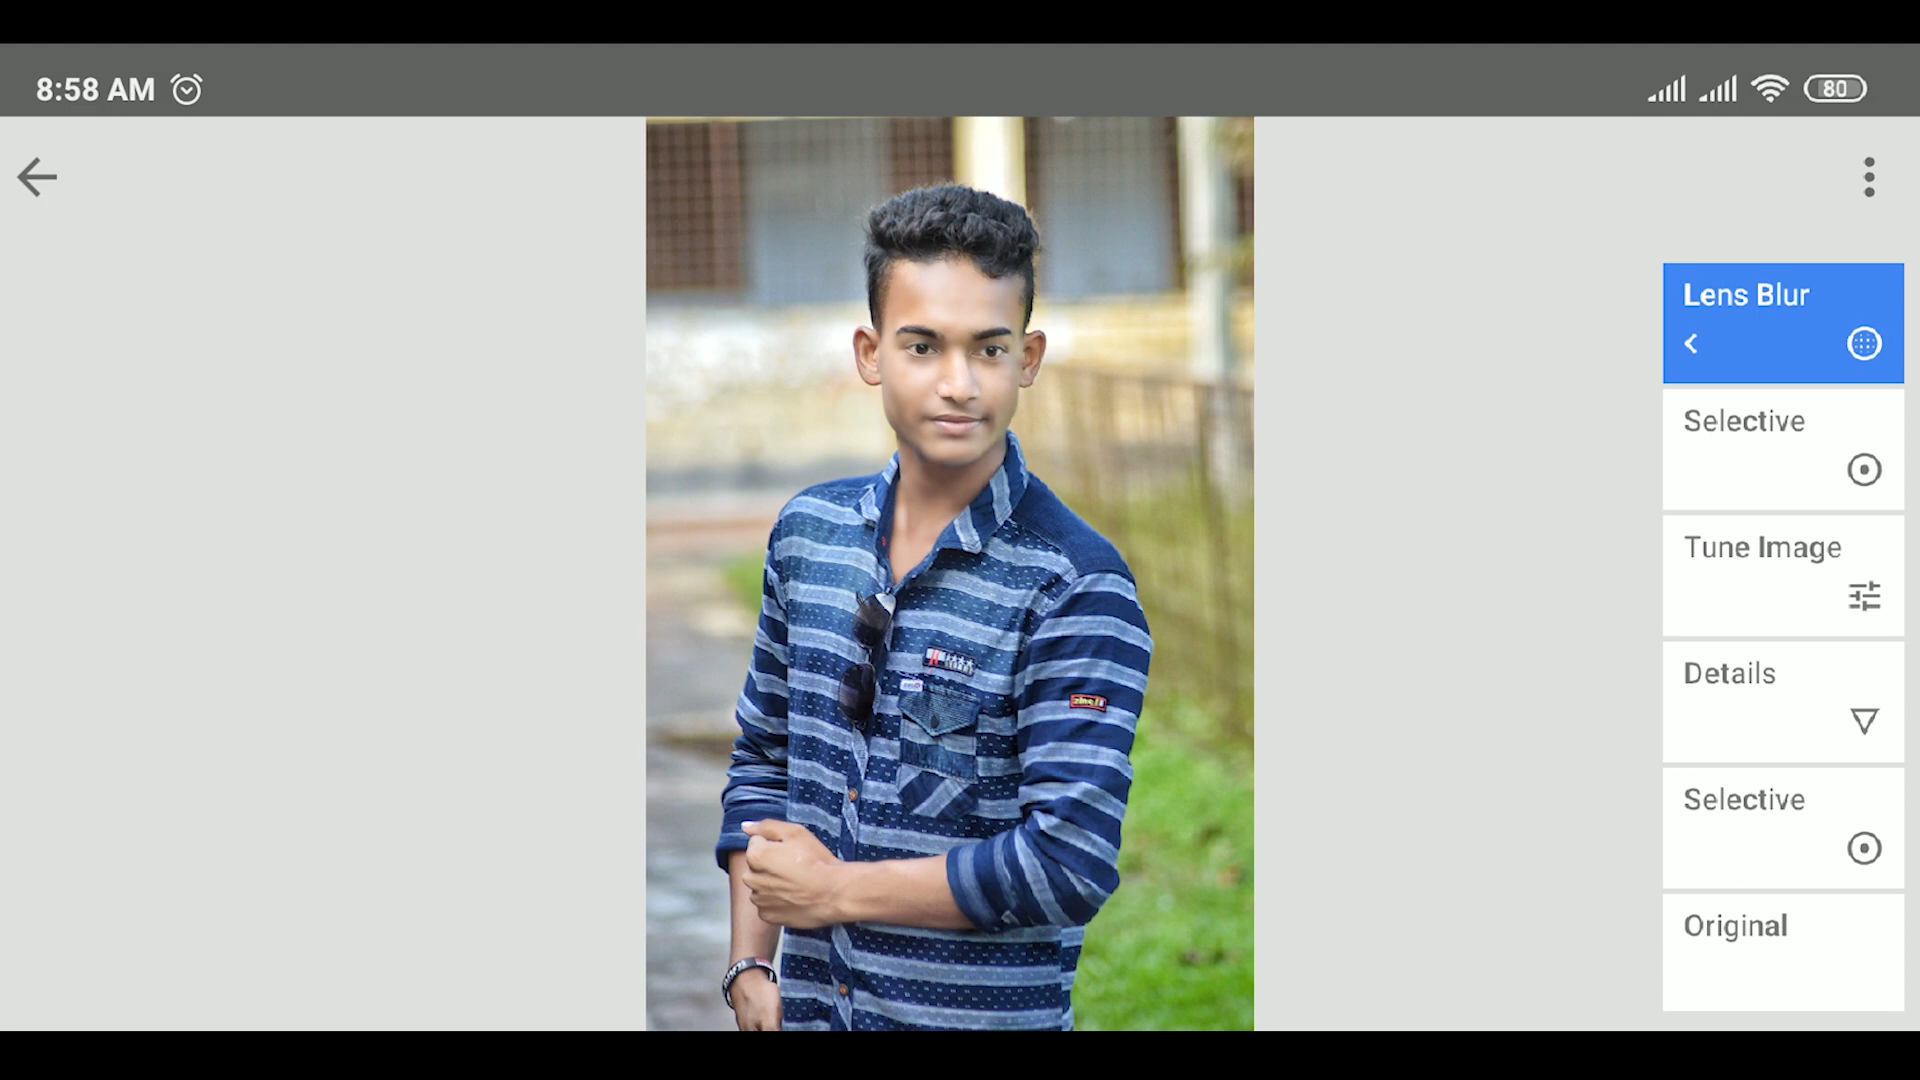 8:58 AM
80
Lens Blur
Selective
Tune Image
Details
Selective
Original